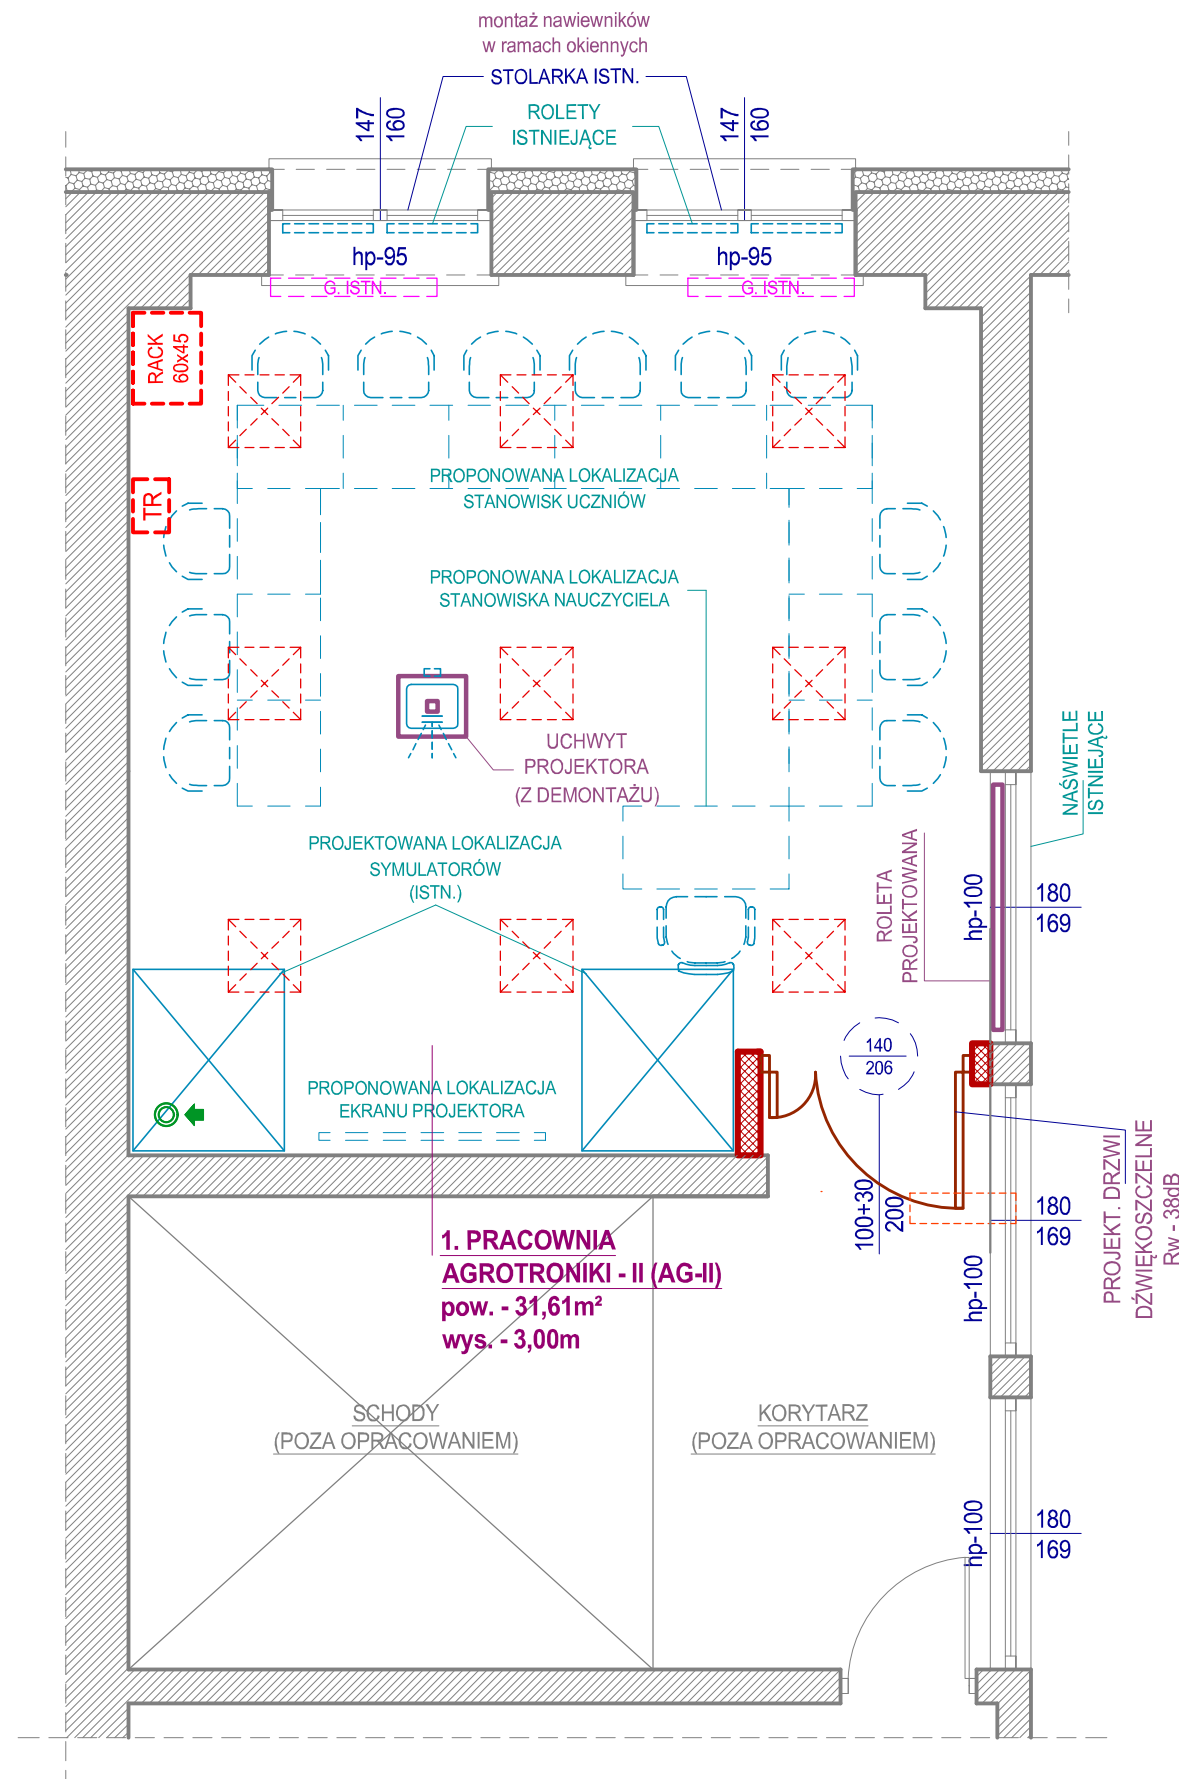 montaż nawiewników
w ramach okiennych
STOLARKA ISTN.
ROLETY
ISTNIEJĄCE
147
160
147
160
hp-95
hp-95
G. ISTN.
G. ISTN.
RACK
60x45
TR
PROPONOWANA LOKALIZACJA
STANOWISK UCZNIÓW
PROPONOWANA LOKALIZACJA
STANOWISKA NAUCZYCIELA
UCHWYT
PROJEKTORA
(Z DEMONTAŻU)
NAŚWIETLE
ISTNIEJĄCE
PROJEKTOWANA LOKALIZACJA
SYMULATORÓW
(ISTN.)
ROLETA
PROJEKTOWANA
hp-100
180
169
140
206
PROPONOWANA LOKALIZACJA
EKRANU PROJEKTORA
100+30
200
PROJEKT. DRZWI
DŹWIĘKOSZCZELNE
Rw - 38dB
180
169
hp-100
1. PRACOWNIA
AGROTRONIKI - II (AG-II)
pow. - 31,61m²
wys. - 3,00m
SCHODY
(POZA OPRACOWANIEM)
KORYTARZ
(POZA OPRACOWANIEM)
hp-100
180
169